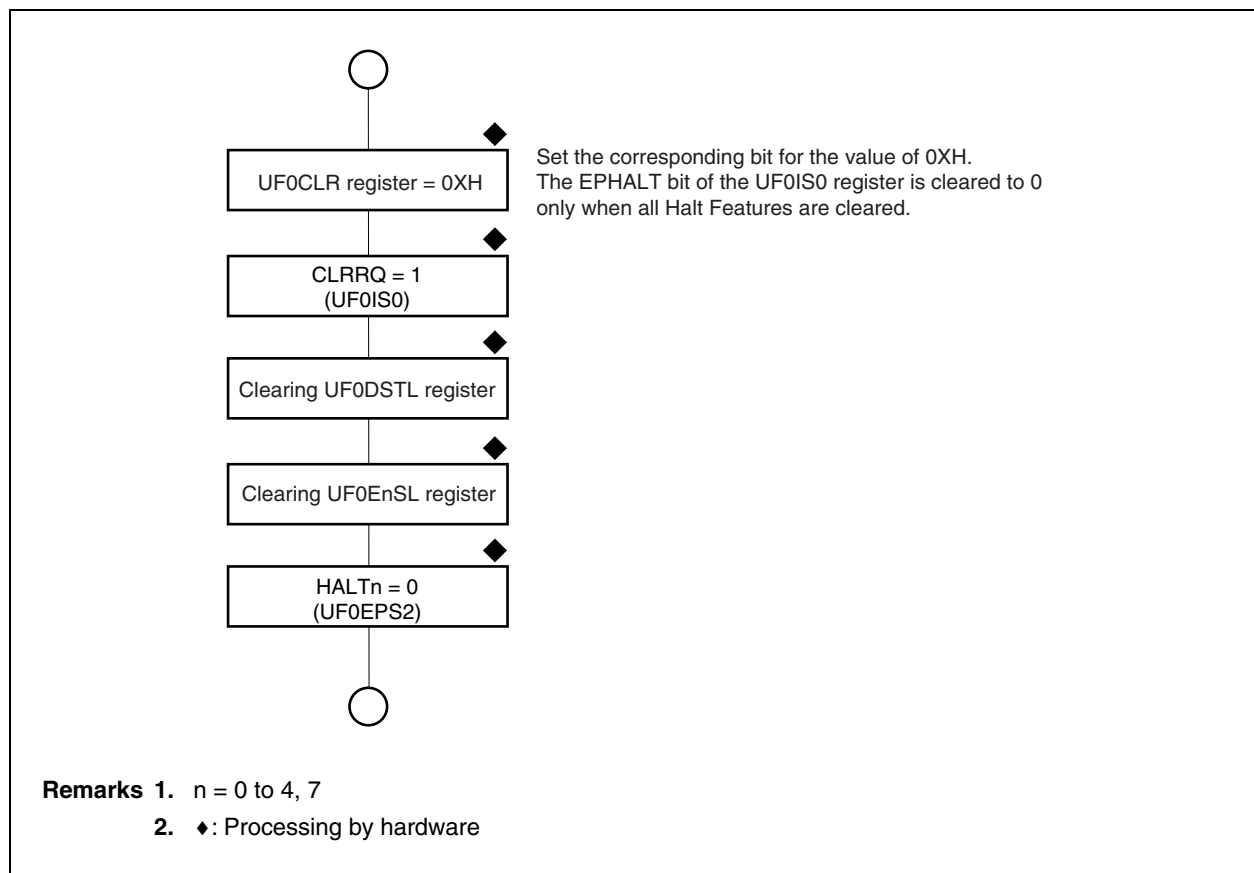 UF0CLR register = 0XH
Set the corresponding bit for the value of 0XH.
The EPHALT bit of the UF0IS0 register is cleared to 0
only when all Halt Features are cleared.
CLRRQ = 1
(UF0IS0)
Clearing UF0DSTL register
Clearing UF0EnSL register
HALTn = 0
(UF0EPS2)
Remarks 1. n = 0 to 4, 7
2. ♦: Processing by hardware